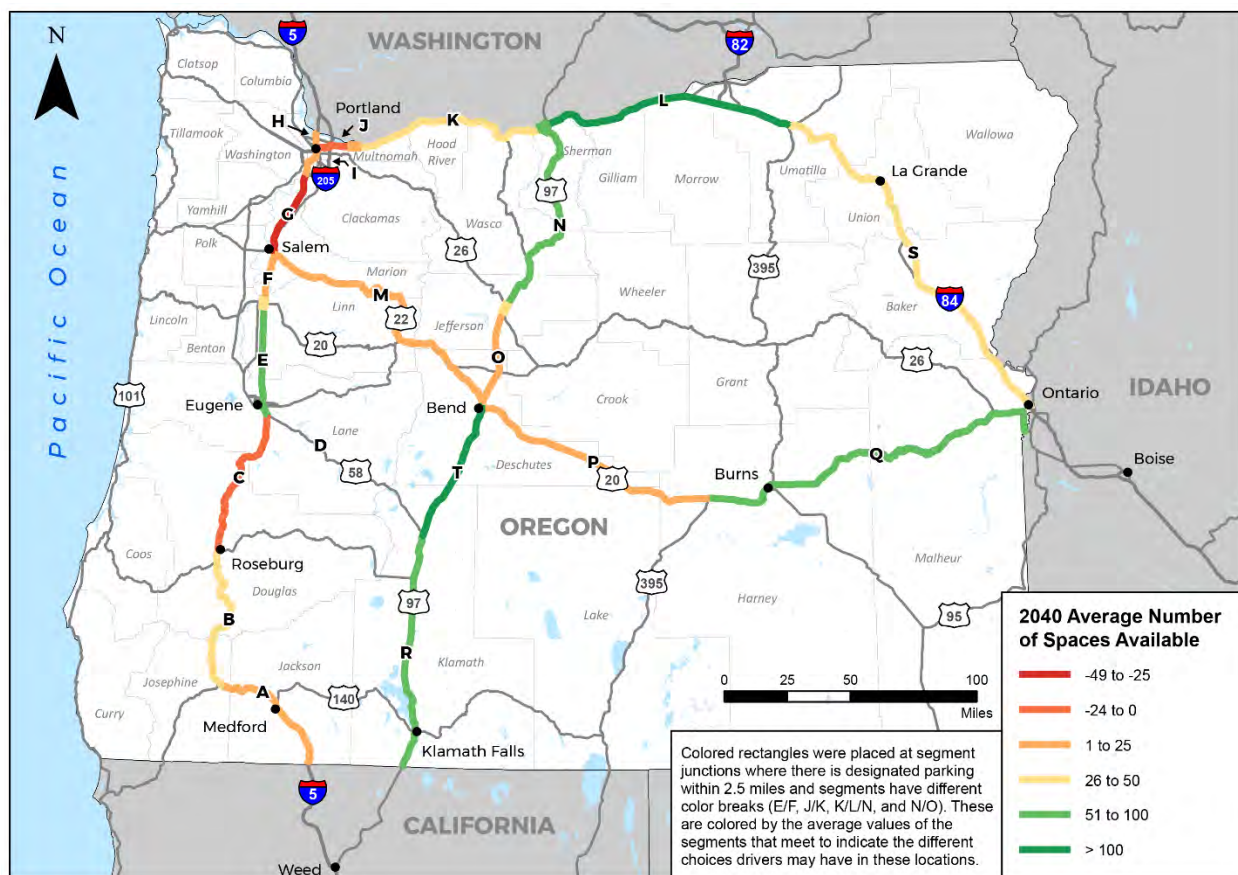 5
WASHINGTON
82
N
Clatsop
Columbia
Portland
H
J
K
L
Tillamook
Washington
Multnomah
Hood
River
Sherman
Wallowa
I
205
Gilliam
Morrow
Umatilla
La Grande
97
Yamhill
Clackamas
Wasco
Union
G
N
Polk
Salem
26
S
F
Marion
395
M
Linn
Wheeler
Baker
84
Lincoln
22
Jefferson
Benton
20
O
Grant
26
IDAHO
E
101
Crook
Ontario
Eugene
Bend
Pacific Ocean
Lane
D
Q
58
Deschutes
P
20
Boise
C
T
Burns
OREGON
Coos
Roseburg
Malheur
Douglas
395
Harney
97
Lake
95
B
R
Klamath
Josephine
Jackson
A
140
Curry
Medford
Klamath Falls
5
CALIFORNIA
Weed
0
25
50
100
Miles
Colored rectangles were placed at segment
junctions where there is designated parking
within 2.5 miles and segments have different
color breaks (E/F, J/K, K/L/N, and N/O). These
are colored by the average values of the
segments that meet to indicate the different
choices drivers may have in these locations.
2040 Average Number
of Spaces Available
-49 to -25
-24 to 0
1 to 25
26 to 50
51 to 100
> 100